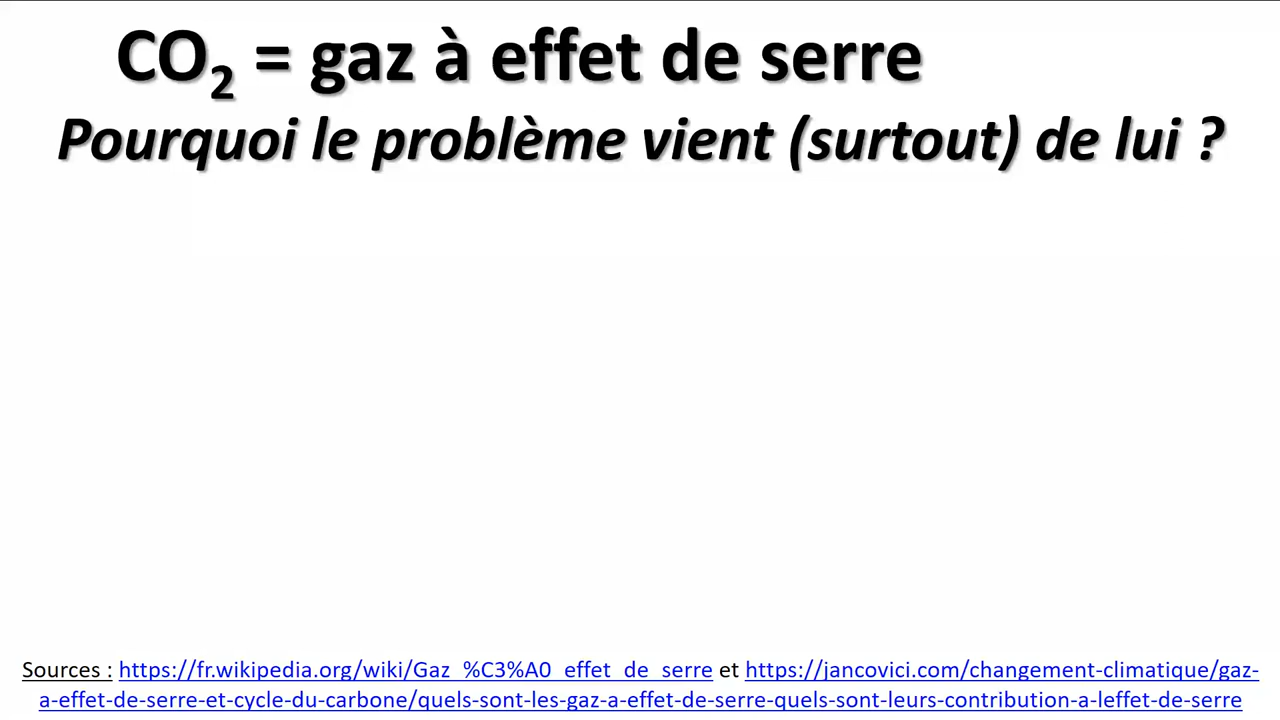 CO₂ = gaz à effet de serre
Pourquoi le problème vient (surtout) de lui ?
Sources : https://fr.wikipedia.org/wiki/Gaz_%C3%A0_effet_de_serre et https://jancovici.com/changement-climatique/gaz-
a-effet-de-serre-et-cycle-du-carbone/quels-sont-les-gaz-a-effet-de-serre-quels-sont-leurs-contribution-a-leffet-de-serre